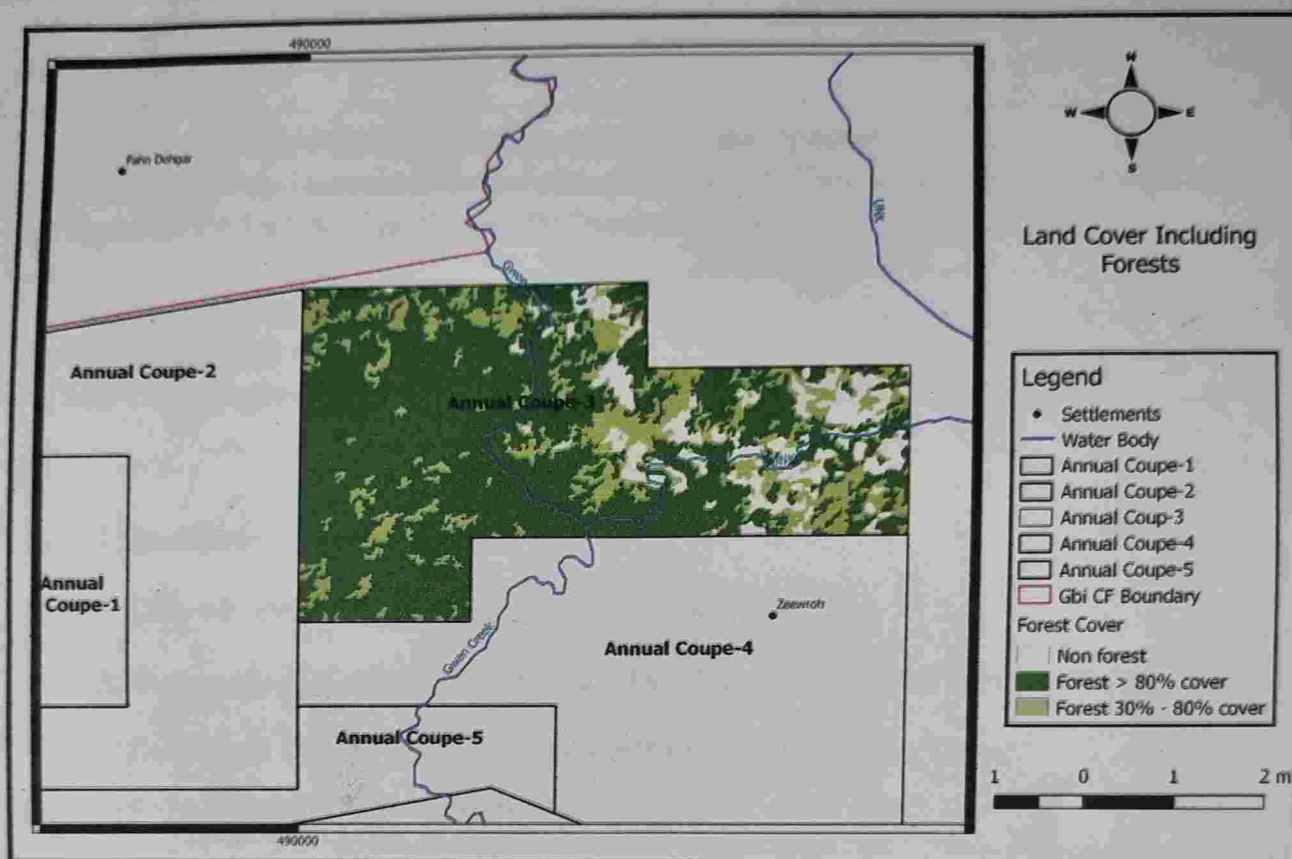 490000
N
W E
S
Fahn Dehgar
URK
Land Cover Including
Forests
Annual Coupe-2
Annual Coupe-3
Annual
Coupe-1
Zeewroh
Gwen Creek
Annual Coupe-4
Annual Coupe-5
Legend
Settlements
Water Body
Annual Coupe-1
Annual Coupe-2
Annual Coup-3
Annual Coupe-4
Annual Coupe-5
Gbi CF Boundary
Forest Cover
Non forest
Forest > 80% cover
Forest 30% - 80% cover
1 0 1 2 m
490000